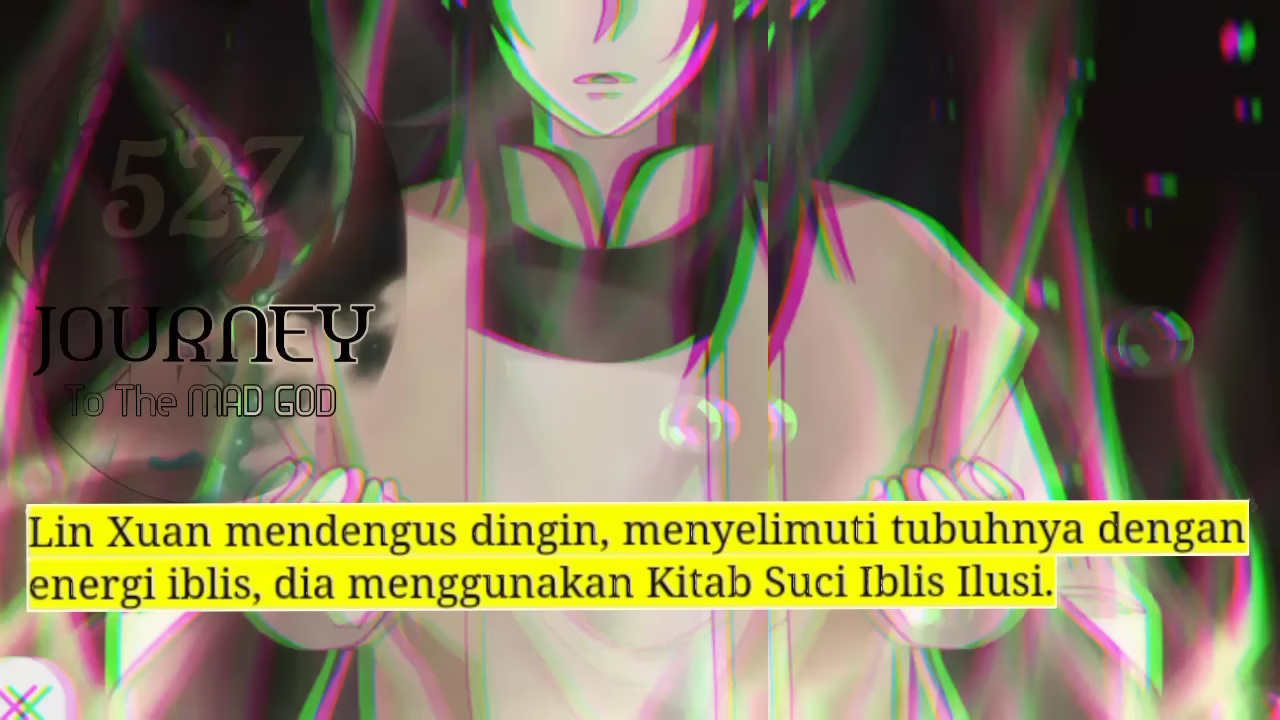 527
JOURNEY
To The MAD GOD
Lin Xuan mendengus dingin, menyelimuti tubuhnya dengan
energi iblis, dia menggunakan Kitab Suci Iblis Ilusi.